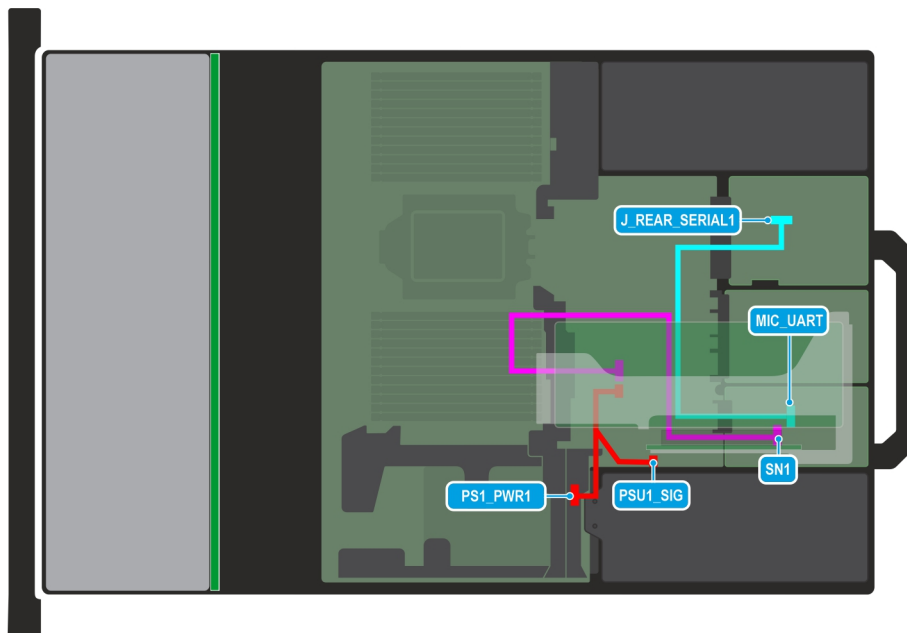 J_REAR_SERIAL1
MIC_UART
SN1
PS1_PWR1
PSU1_SIG